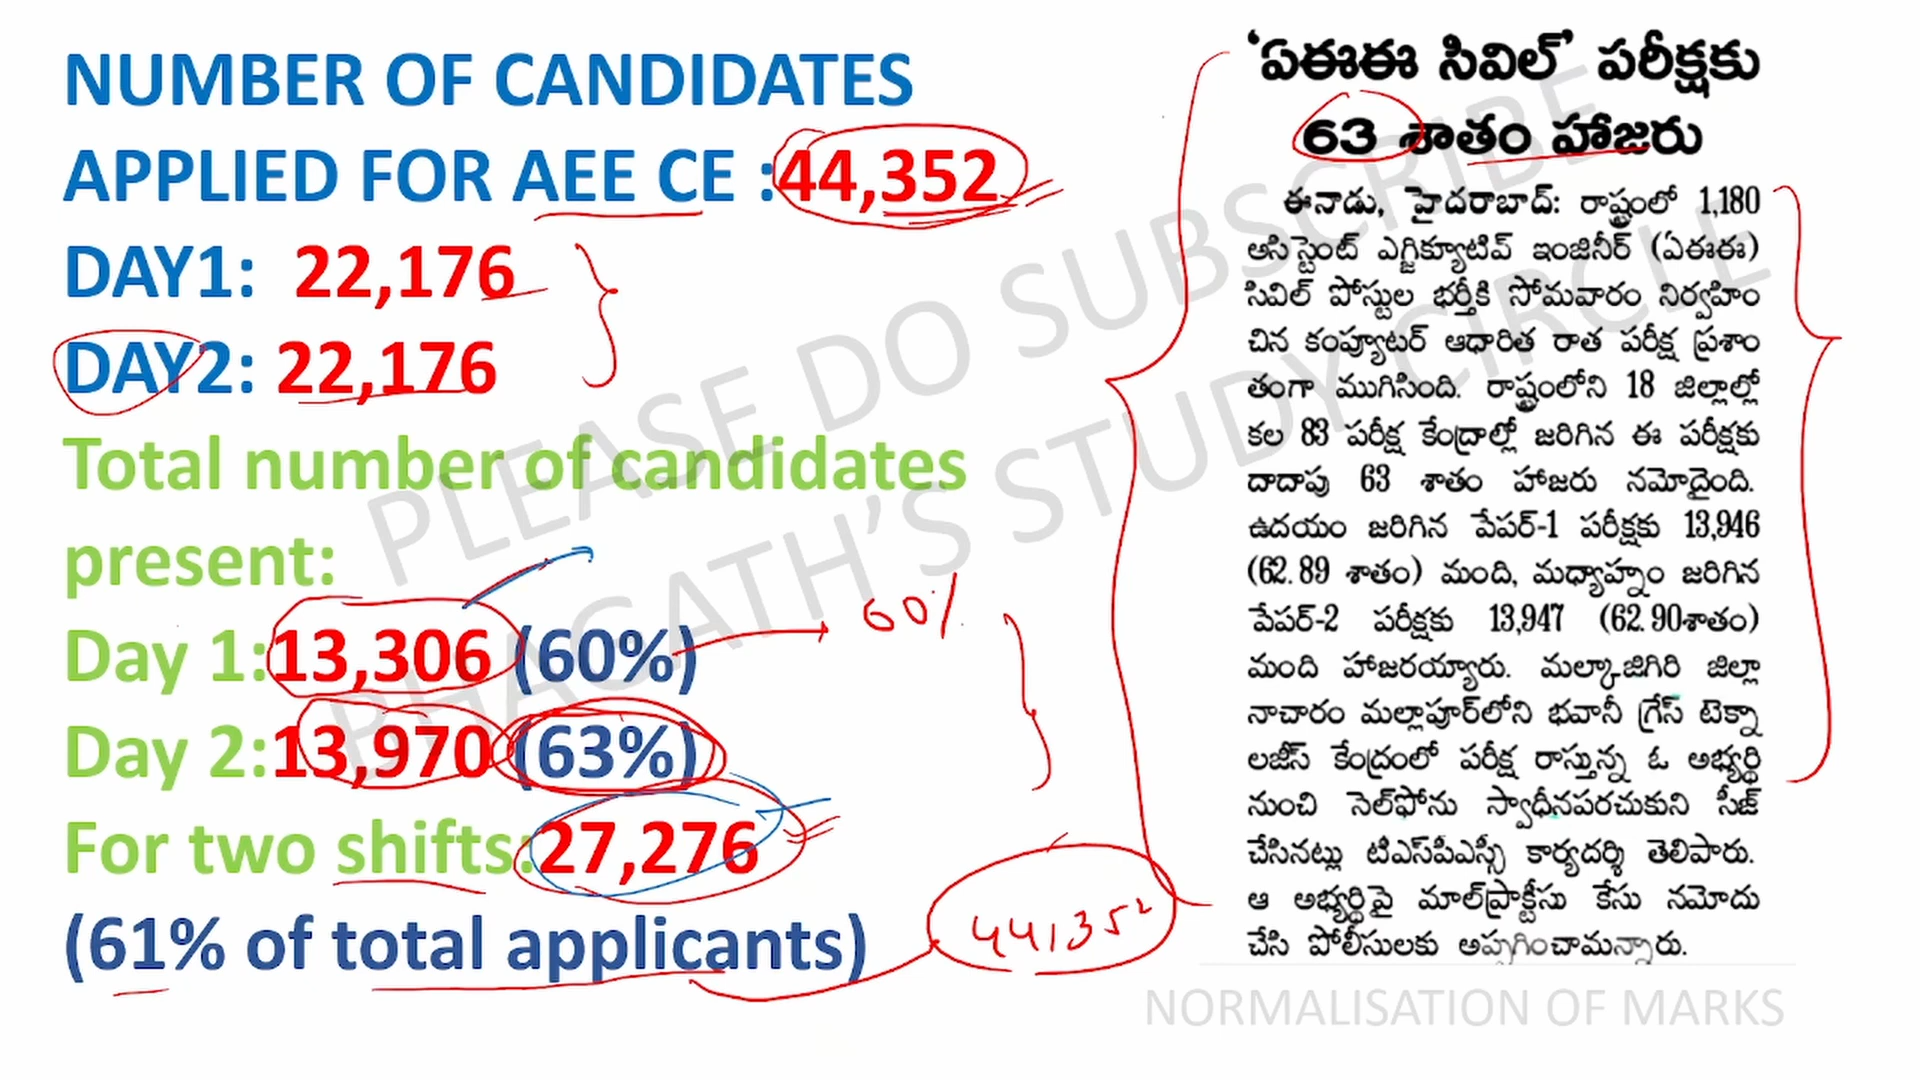 NUMBER OF CANDIDATES
APPLIED FOR AEE CE :44,352
DAY1: 22,176
DAY2: 22,176
Total number of candidates
present:
Day 1:13,306 (60%)
60%
Day 2:13,970 (63%)
For two shifts:27,276
(61% of total applicants)
44,352
'ఏఈఈ సివిల్' పరీక్షకు
63 శాతం హాజరు
ఈనాడు, హైదరాబాద్: రాష్ట్రంలో 1,180
అసిస్టెంట్ ఎగ్జిక్యూటివ్ ఇంజినీర్ (ఏఈఈ)
సివిల్ పోస్టుల భర్తీకి సోమవారం నిర్వహిం
చిన కంప్యూటర్ ఆధారిత రాత పరీక్ష ప్రశాం
తంగా ముగిసింది. రాష్ట్రంలోని 18 జిల్లాల్లో
కల 83 పరీక్ష కేంద్రాల్లో జరిగిన ఈ పరీక్షకు
దాదాపు 63 శాతం హాజరు నమోదైంది.
ఉదయం జరిగిన పేపర్-1 పరీక్షకు 13,946
(62.89 శాతం) మంది, మధ్యాహ్నం జరిగిన
పేపర్-2 పరీక్షకు 13,947 (62.90శాతం)
మంది హాజరయ్యారు. మల్కాజిగిరి జిల్లా
నాచారం మల్లాపూర్‌లోని భవానీ గ్రేస్ టెక్నా
లజీస్ కేంద్రంలో పరీక్ష రాస్తున్న ఓ అభ్యర్థి
నుంచి సెల్‌ఫోను స్వాధీనపరచుకుని సీజ్
చేసినట్లు టీఎస్‌పీఎస్సీ కార్యదర్శి తెలిపారు.
ఆ అభ్యర్థిపై మాల్‌ప్రాక్టీసు కేసు నమోదు
చేసి పోలీసులకు అప్పగించామన్నారు.
PLEASE DO SUBSCRIBE
BHAGATH'S STUDY CIRCLE
NORMALISATION OF MARKS